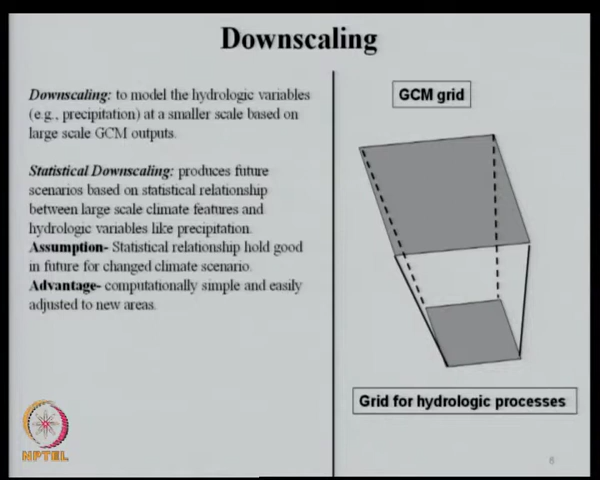 Downscaling
Downscaling: to model the hydrologic variables
(e.g., precipitation) at a smaller scale based on
large scale GCM outputs.
Statistical Downscaling: produces future
scenarios based on statistical relationship
between large scale climate features and
hydrologic variables like precipitation.
Assumption- Statistical relationship hold good
in future for changed climate scenario.
Advantage- computationally simple and easily
adjusted to new areas.
GCM grid
Grid for hydrologic processes
NPTEL
6